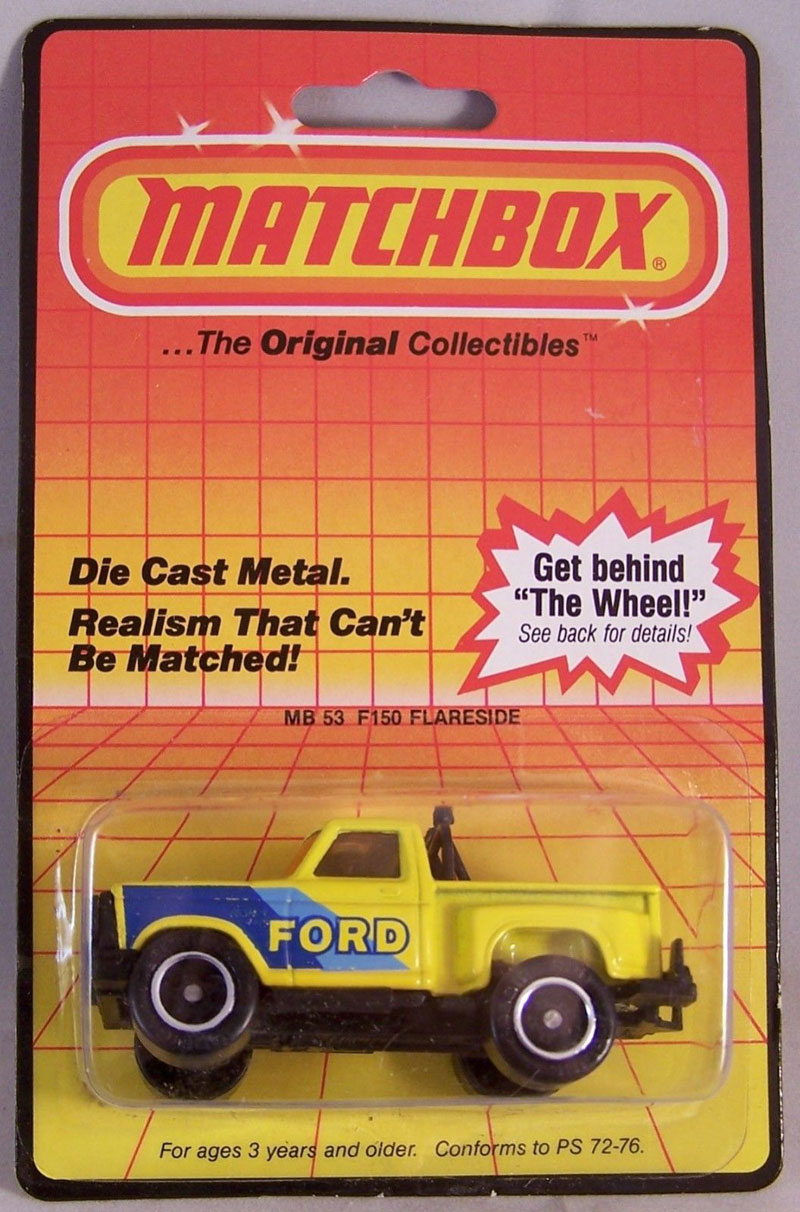 MATCHBOX®
...The Original Collectibles™
Die Cast Metal.
Realism That Can't
Be Matched!
Get behind
“The Wheel!”
See back for details!
MB 53 F150 FLARESIDE
FORD
For ages 3 years and older. Conforms to PS 72-76.